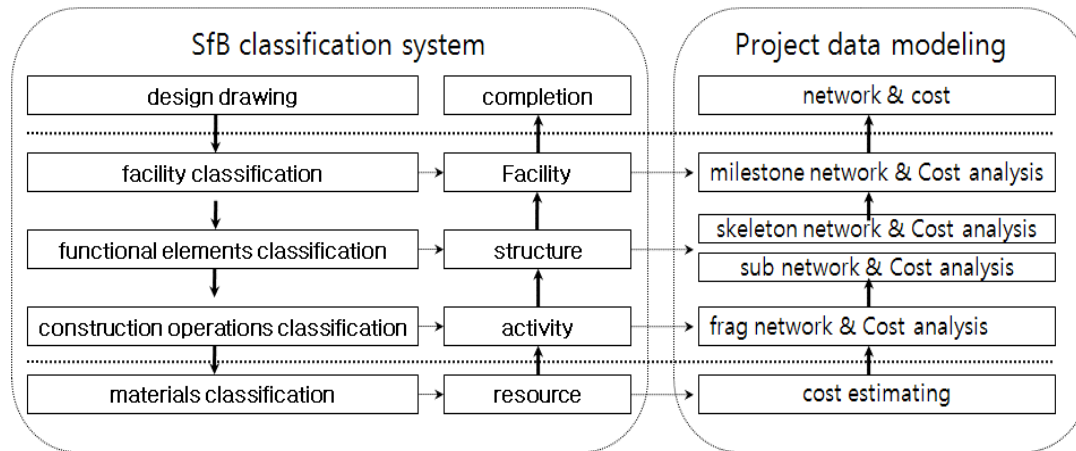 SfB classification system
Project data modeling
design drawing
completion
network & cost
facility classification
Facility
milestone network & Cost analysis
skeleton network & Cost analysis
functional elements classification
structure
sub network & Cost analysis
construction operations classification
activity
frag network & Cost analysis
materials classification
resource
cost estimating